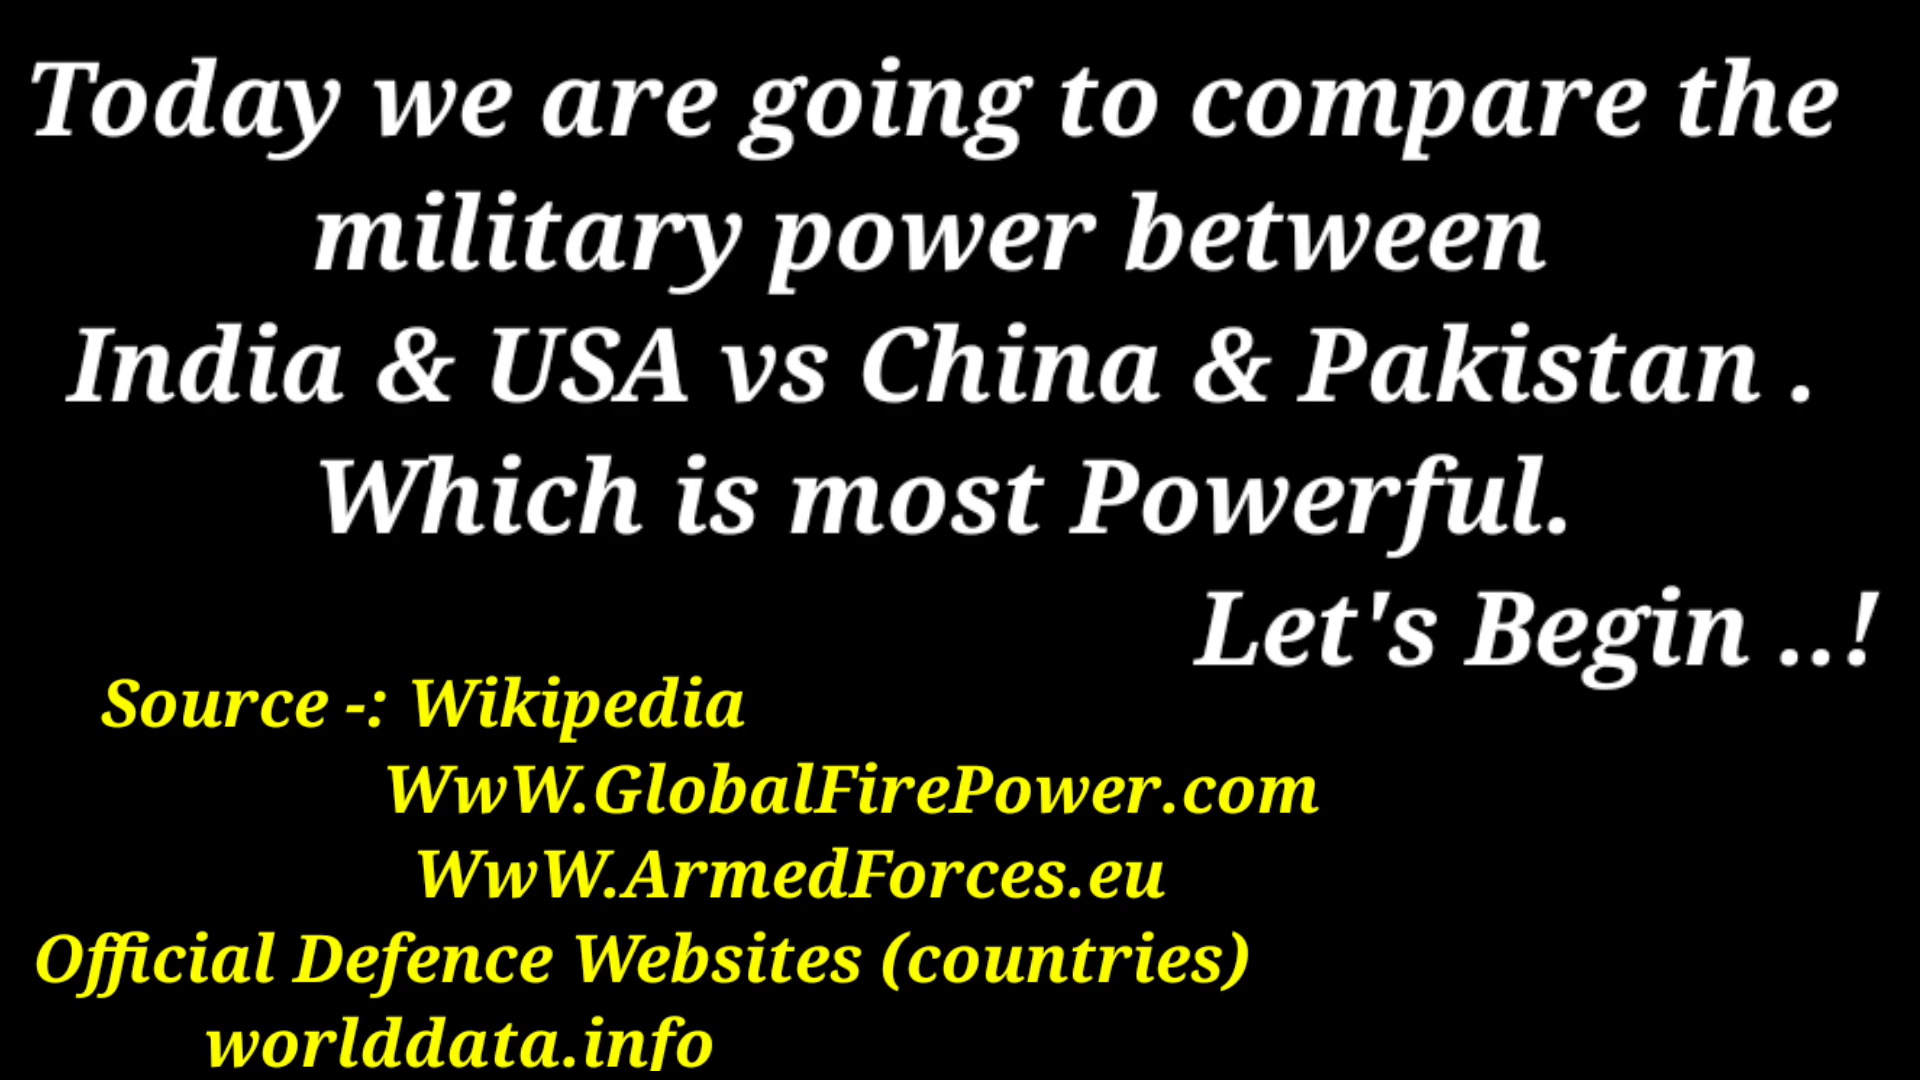 Today we are going to compare the
military power between
India & USA vs China & Pakistan .
Which is most Powerful.
Let's Begin ..!
Source -: Wikipedia
WwW.GlobalFirePower.com
WwW.ArmedForces.eu
Official Defence Websites (countries)
worlddata.info